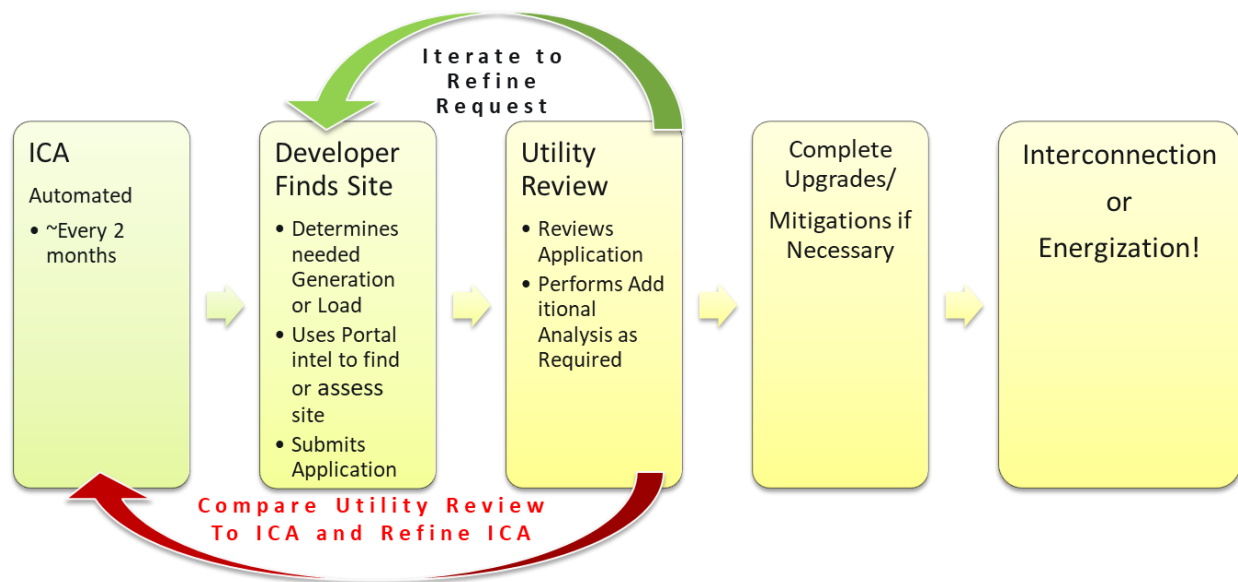 Iterate to
Refine
Request
ICA
Automated
• ~Every 2
months
Developer
Finds Site
• Determines
needed
Generation
or Load
• Uses Portal
intel to find
or assess
site
• Submits
Application
Utility
Review
• Reviews
Application
• Performs Add
itional
Analysis as
Required
Complete
Upgrades/
Mitigations if
Necessary
Interconnection
or
Energization!
Compare Utility Review
To ICA and Refine ICA